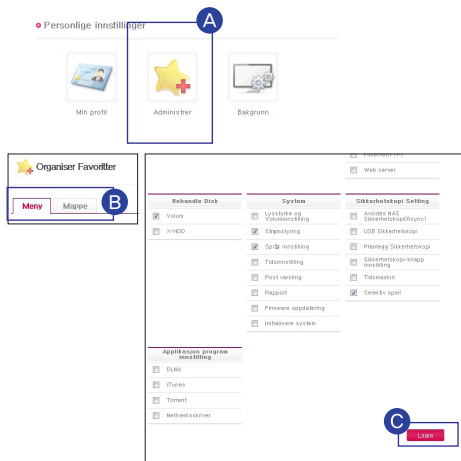 Personlige innstillinger
A
Min profil
Administrer
Bakgrunn
Organiser Favoritter
Meny
Mappe
B
Web server
Behandle Disk
Volum
X-HDD
System
Lysstyrke og
Voluminnstilling
Strømstyring
Språk innstilling
Tidsinnstilling
Post varsling
Rapport
Firmware oppdatering
Initialisere system
Sikkerhetskopi Setting
Avsides NAS
Sikkerhetskopi(Rsync)
USB Sikkerhetskopi
Planlegg Sikkerhetskopi
Sikkerhetskopi-knapp
innstilling
Tidsmaskin
Selektiv speil
Applikasjon program
innstilling
DLNA
iTunes
Torrent
Nettverksskriver
C
Lagre